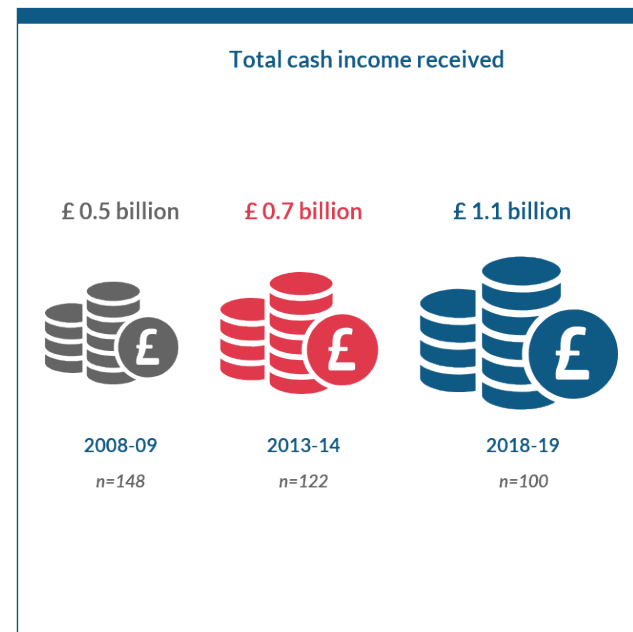 Total cash income received
£ 0.5 billion £ 0.7 billion £ 1.1 billion
£ £ £
2008-09 2013-14 2018-19
n=148 n=122 n=100